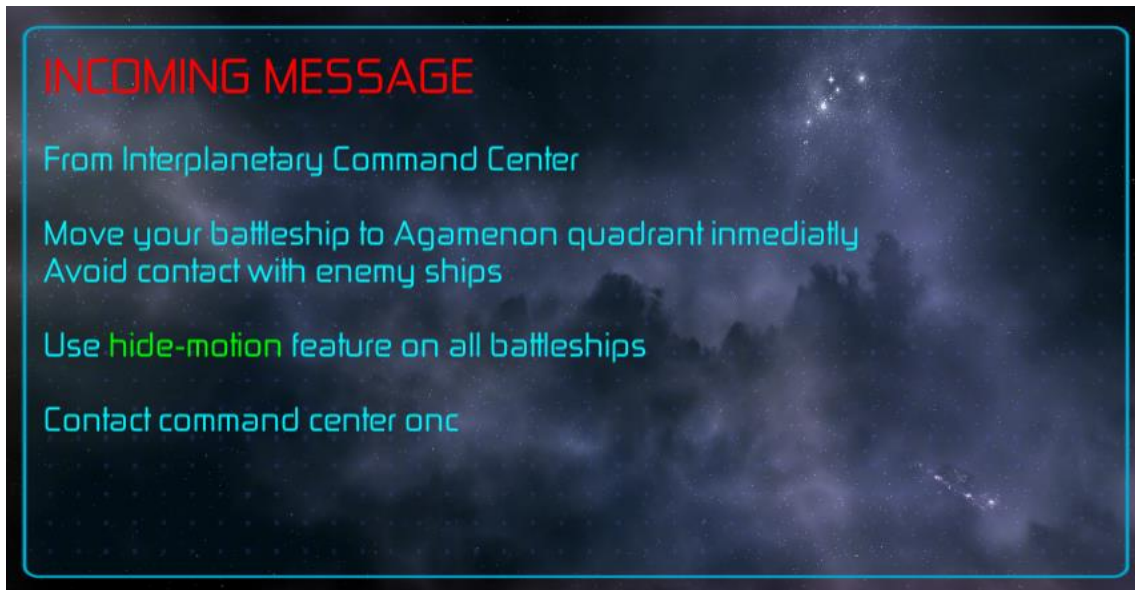 INCOMING MESSAGE
From Interplanetary Command Center
Move your battleship to Agamenon quadrant inmediatly
Avoid contact with enemy ships
Use hide-motion feature on all battleships
Contact command center onc